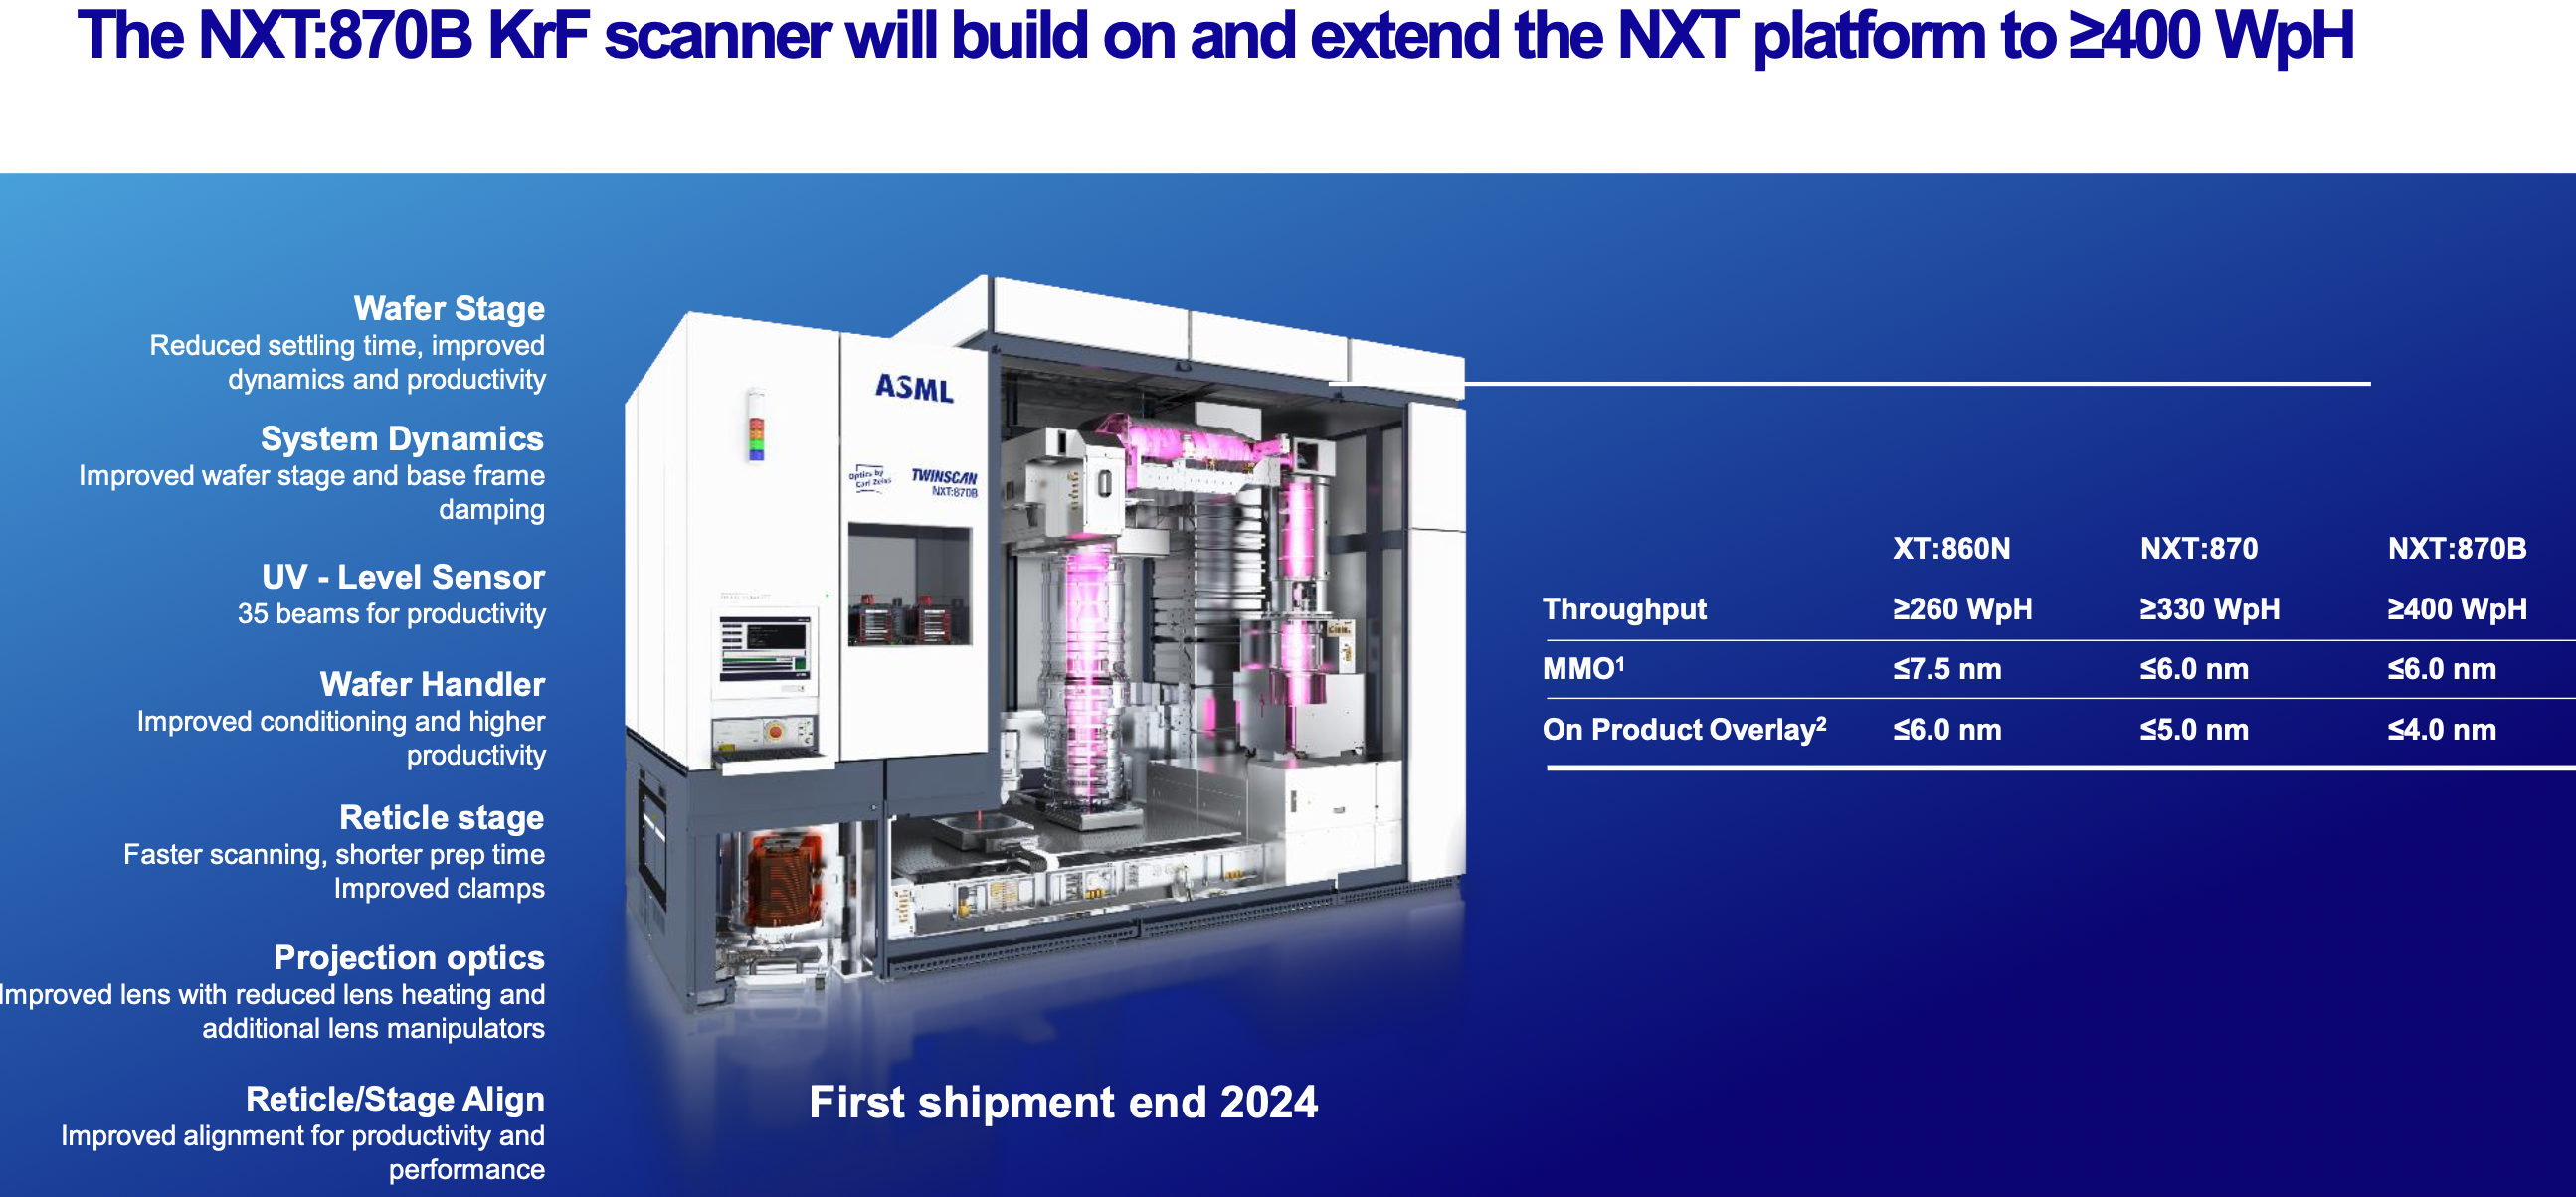 The NXT:870B KrF scanner will build on and extend the NXT platform to ≥400 WpH
Wafer Stage
Reduced settling time, improved
dynamics and productivity
System Dynamics
Improved wafer stage and base frame
damping
UV - Level Sensor
35 beams for productivity
Wafer Handler
Improved conditioning and higher
productivity
Reticle stage
Faster scanning, shorter prep time
Improved clamps
Projection optics
Improved lens with reduced lens heating and
additional lens manipulators
Reticle/Stage Align
Improved alignment for productivity and
performance
ASML
Optics by
Carl Zeiss
TWINSCAN
NXT:870B
First shipment end 2024
XT:860N NXT:870 NXT:870B
Throughput ≥260 WpH ≥330 WpH ≥400 WpH
MMO¹ ≤7.5 nm ≤6.0 nm ≤6.0 nm
On Product Overlay² ≤6.0 nm ≤5.0 nm ≤4.0 nm